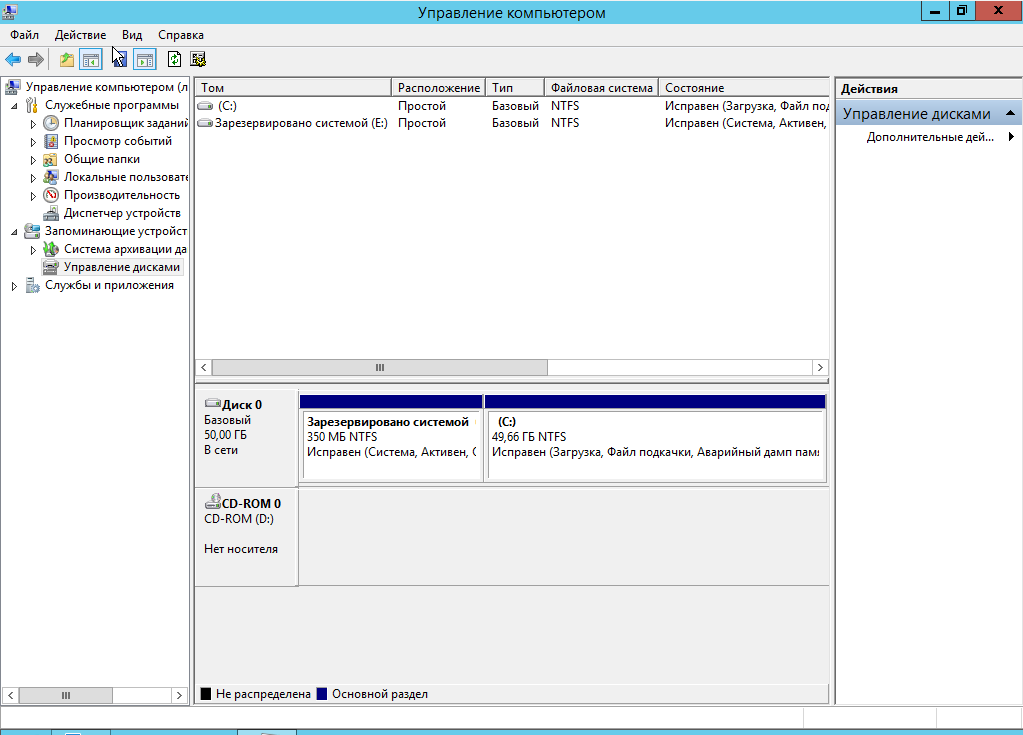 Управление компьютером
Файл Действие Вид Справка
Управление компьютером (л
Служебные программы
Планировщик заданий
Просмотр событий
Общие папки
Локальные пользовате
Производительность
Диспетчер устройств
Запоминающие устройст
Система архивации да
Управление дисками
Службы и приложения
Том Расположение Тип Файловая система Состояние
(C:) Простой Базовый NTFS Исправен (Загрузка, Файл под
Зарезервировано системой (E:) Простой Базовый NTFS Исправен (Система, Активен,
Диск 0
Базовый
50,00 ГБ
В сети
Зарезервировано системой
350 МБ NTFS
Исправен (Система, Активен, С
(C:)
49,66 ГБ NTFS
Исправен (Загрузка, Файл подкачки, Аварийный дамп памя
CD-ROM 0
CD-ROM (D:)
Нет носителя
Не распределена Основной раздел
Действия
Управление дисками
Дополнительные дей...